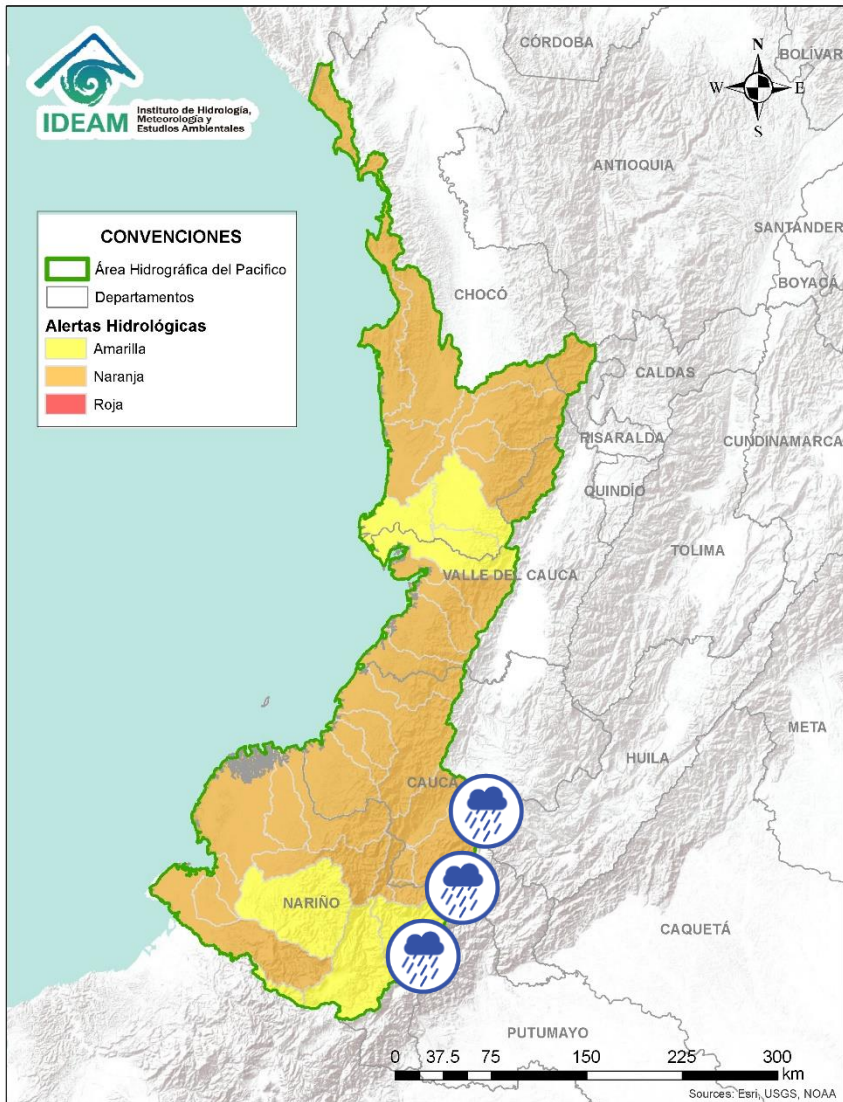 IDEAM
Instituto de Hidrología,
Meteorología y
Estudios Ambientales
CÓRDOBA
BOLÍVAR
N
W
E
S
ANTIOQUIA
SANTANDER
BOYACÁ
CONVENCIONES
Área Hidrográfica del Pacifico
Departamentos
Alertas Hidrológicas
Amarilla
Naranja
Roja
CHOCÓ
CALDAS
RISARALDA
CUNDINAMARCA
QUINDÍO
TOLIMA
VALLE DEL CAUCA
META
HUILA
CAUCA
NARIÑO
CAQUETÁ
PUTUMAYO
0 37.5 75 150 225 300
km
Sources: Esri, USGS, NOAA